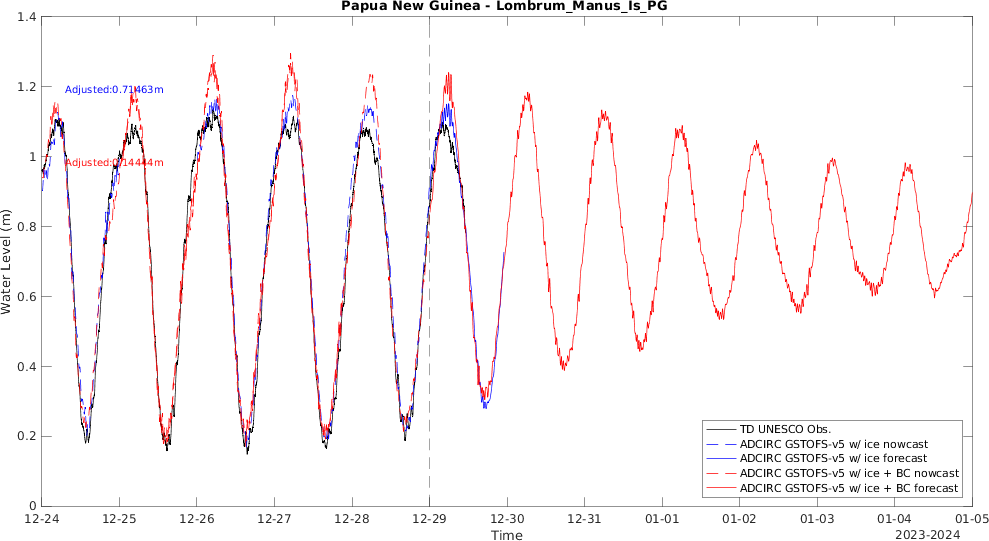 Papua New Guinea - Lombrum_Manus_Is_PG
1.4
1.2
1
0.8
0.6
0.4
0.2
0
Water Level (m)
Adjusted:0.71463m
Adjusted:0.14444m
TD UNESCO Obs.
ADCIRC GSTOFS-v5 w/ ice nowcast
ADCIRC GSTOFS-v5 w/ ice forecast
ADCIRC GSTOFS-v5 w/ ice + BC nowcast
ADCIRC GSTOFS-v5 w/ ice + BC forecast
12-24 12-25 12-26 12-27 12-28 12-29 12-30 12-31 01-01 01-02 01-03 01-04 01-05
Time
2023-2024